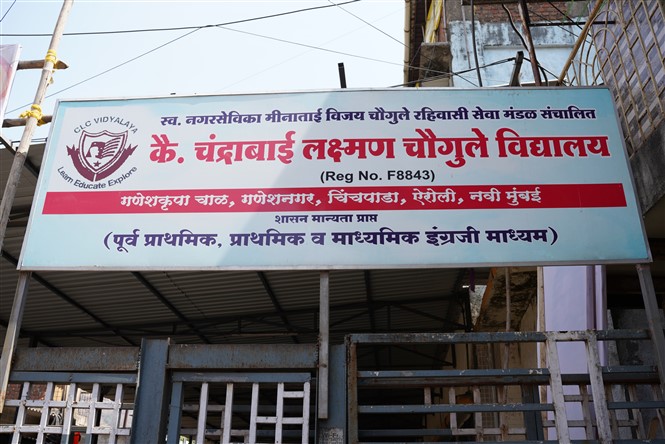 स्व. नगरसेविका मीनाताई विजय चौगुले रहिवासी सेवा मंडळ संचालित
CLC VIDYALAYA
Learn Educate Explore
कै. चंद्राबाई लक्ष्मण चौगुले विद्यालय
(Reg No. F8843)
गणेशकृपा चाळ, गणेशनगर, चिंचपाडा, ऐरोली, नवी मुंबई
शासन मान्यता प्राप्त
(पूर्व प्राथमिक, प्राथमिक व माध्यमिक इंग्रजी माध्यम)